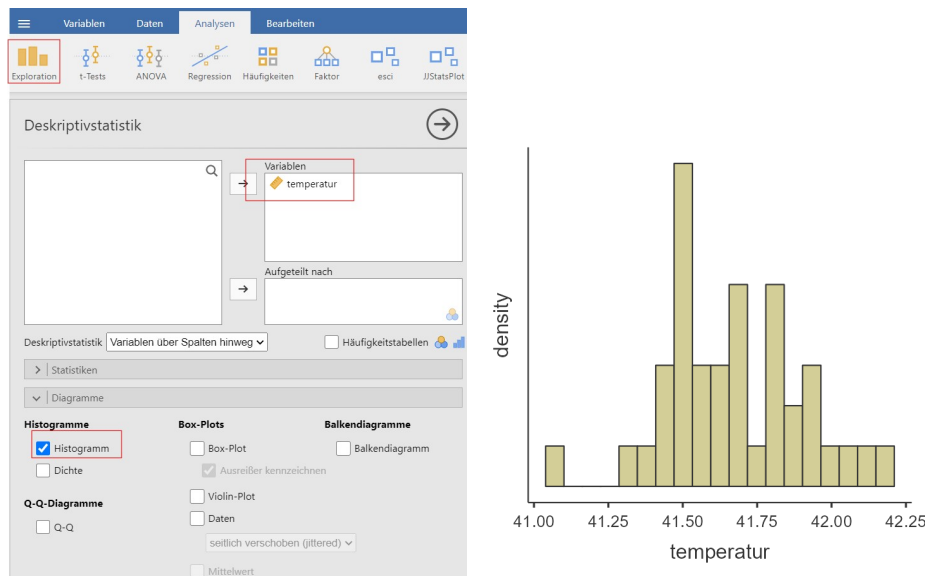 Variablen Daten Analysen Bearbeiten
Exploration t-Tests ANOVA Regression Häufigkeiten Faktor esci JJStatsPlot
Deskriptivstatistik
Variablen
temperatur
Aufgeteilt nach
Deskriptivstatistik Variablen über Spalten hinweg Häufigkeitstabellen
Statistiken
Diagramme
Histogramme Box-Plots Balkendiagramme
Histogramm Box-Plot Balkendiagramm
Dichte Ausreißer kennzeichnen
Violin-Plot
Q-Q-Diagramme Daten
Q-Q
seitlich verschoben (jittered)
Mittelwert
density
41.00 41.25 41.50 41.75 42.00 42.25
temperatur